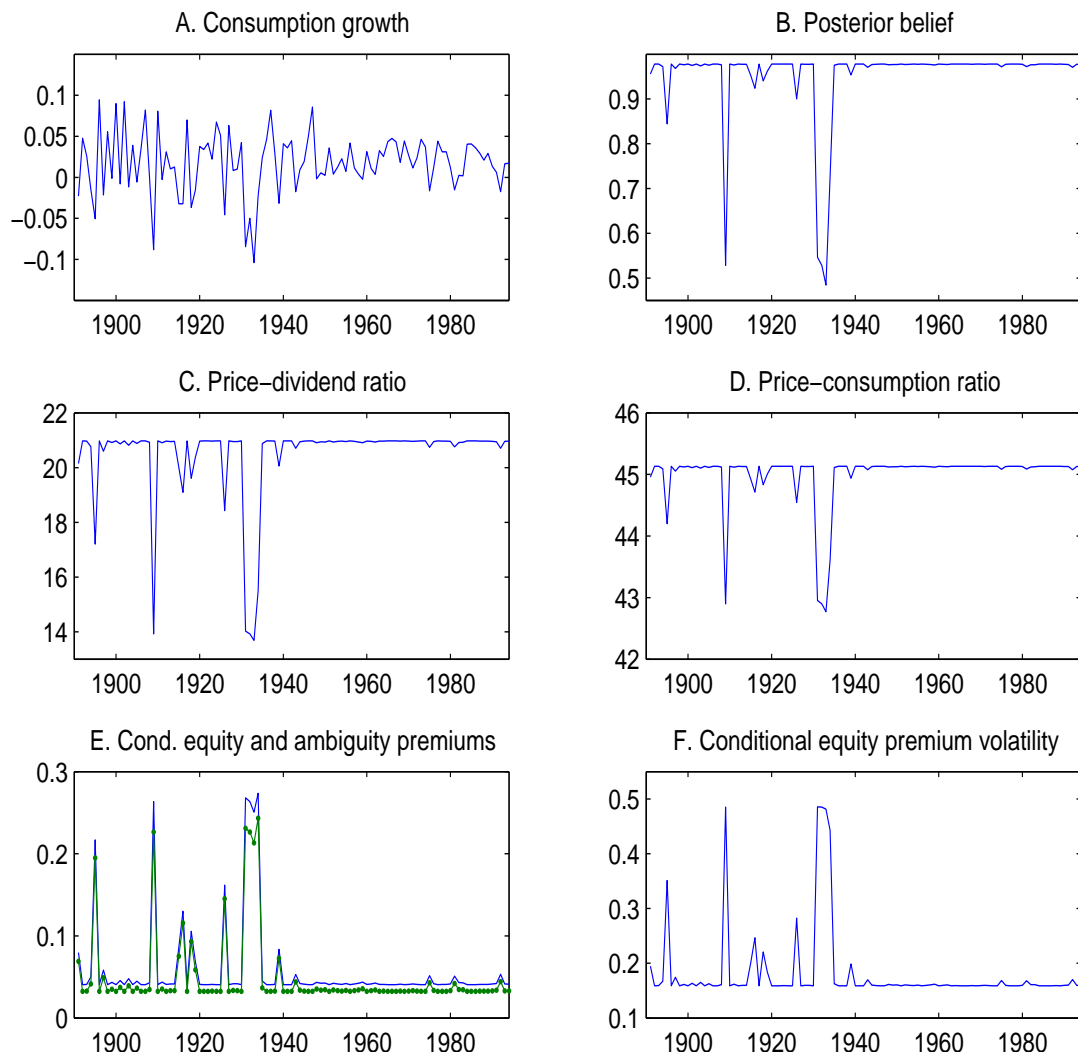 A. Consumption growth
0.1
0.05
0
−0.05
−0.1
1900 1920 1940 1960 1980
B. Posterior belief
0.9
0.8
0.7
0.6
0.5
1900 1920 1940 1960 1980
C. Price−dividend ratio
22
20
18
16
14
1900 1920 1940 1960 1980
D. Price−consumption ratio
46
45
44
43
42
1900 1920 1940 1960 1980
E. Cond. equity and ambiguity premiums
0.3
0.2
0.1
0
1900 1920 1940 1960 1980
F. Conditional equity premium volatility
0.5
0.4
0.3
0.2
0.1
1900 1920 1940 1960 1980